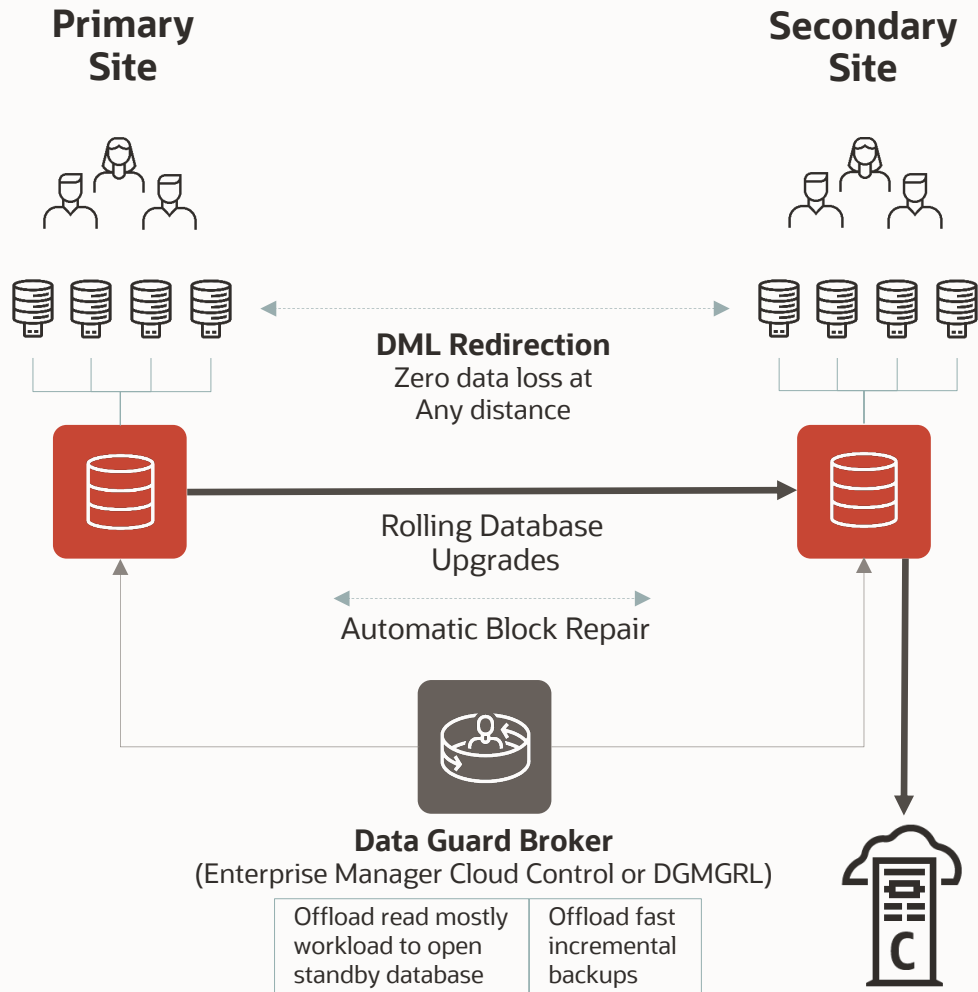 Primary
Site
Secondary
Site
DML Redirection
Zero data loss at
Any distance
Rolling Database
Upgrades
Automatic Block Repair
Data Guard Broker
(Enterprise Manager Cloud Control or DGMGRL)
Offload read mostly
workload to open
standby database
Offload fast
incremental
backups
C